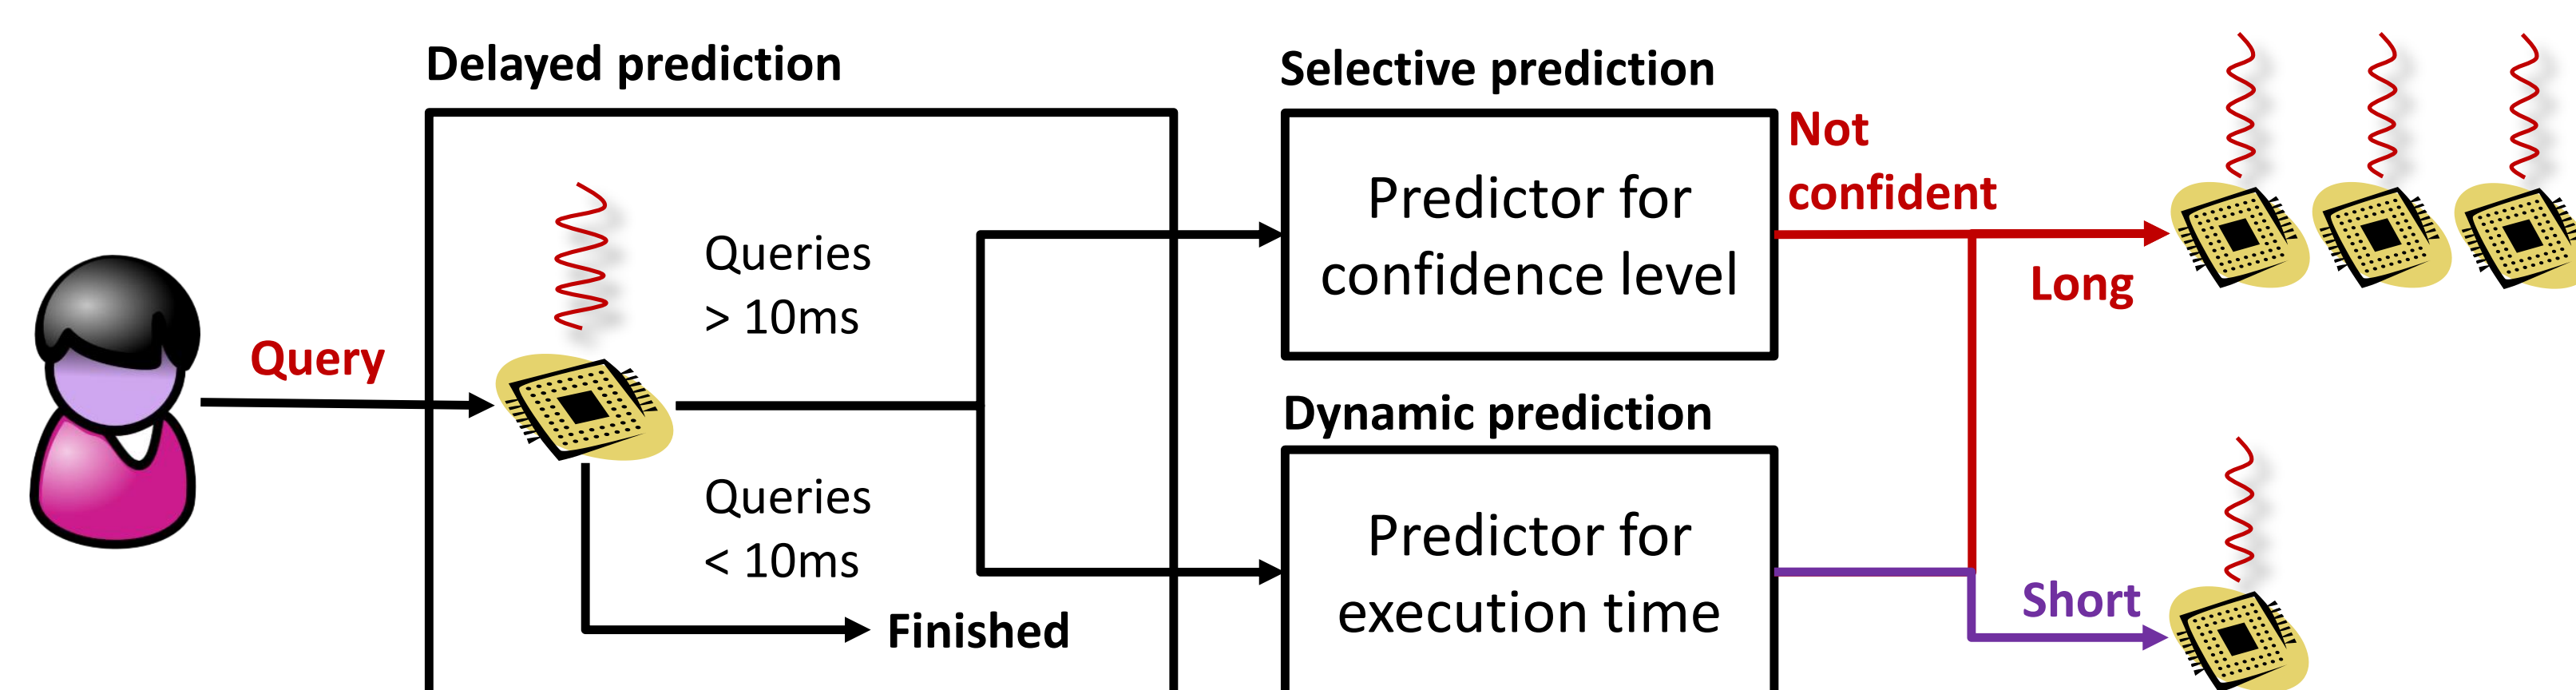 Delayed prediction
Query
Queries
> 10ms
Queries
< 10ms
Finished
Selective prediction
Predictor for
confidence level
Not
confident
Long
Dynamic prediction
Predictor for
execution time
Short